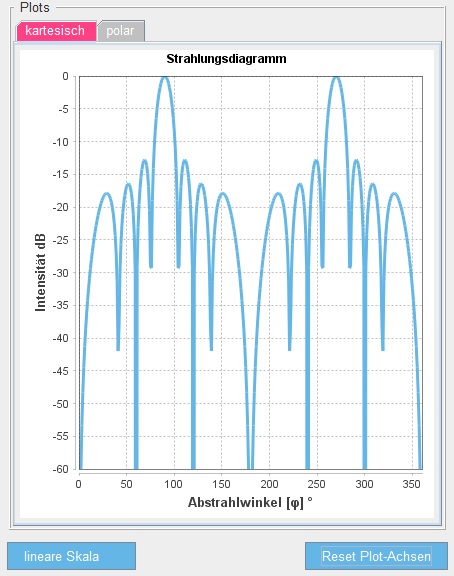 Plots
kartesisch polar
Strahlungsdiagramm
Intensität dB
0
-5
-10
-15
-20
-25
-30
-35
-40
-45
-50
-55
-60
0 50 100 150 200 250 300 350
Abstrahlwinkel [φ] °
lineare Skala Reset Plot-Achsen